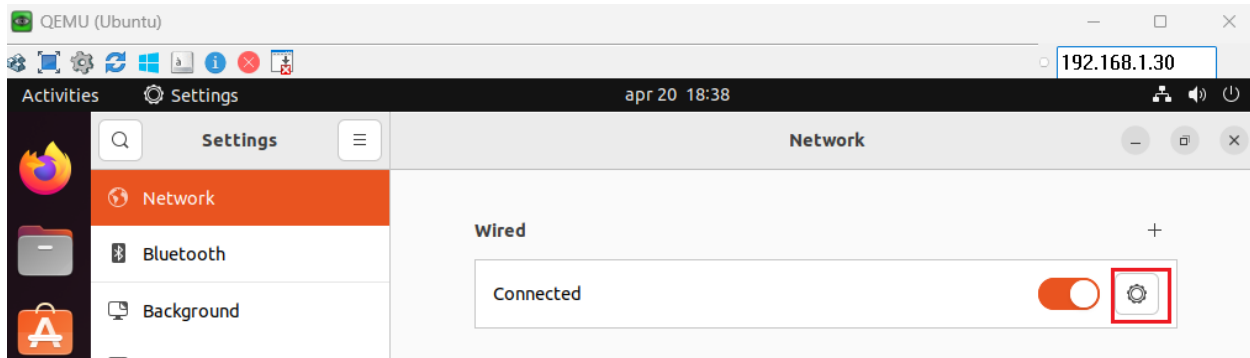 QEMU (Ubuntu)
192.168.1.30
Activities Settings apr 20 18:38
Settings Network
Network
Wired
Bluetooth
Connected
Background